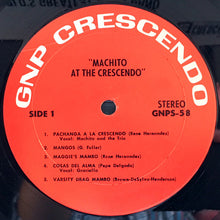 GNP CRESCENDO
"MACHITO
AT THE CRESCENDO"
STEREO
SIDE 1
GNPS-58
1. PACHANGA A LA CRESCENDO (Rene Hernandez)
Vocal: Machito and the Trio
2. MANGOS (G. Fuller)
3. MAGGIE'S MAMBO (Rene Hernandez)
4. COSAS DEL ALMA (Pepe Delgado)
Vocal: Graciella
5. VARSITY DRAG MAMBO (Brown-DeSylva-Henderson)